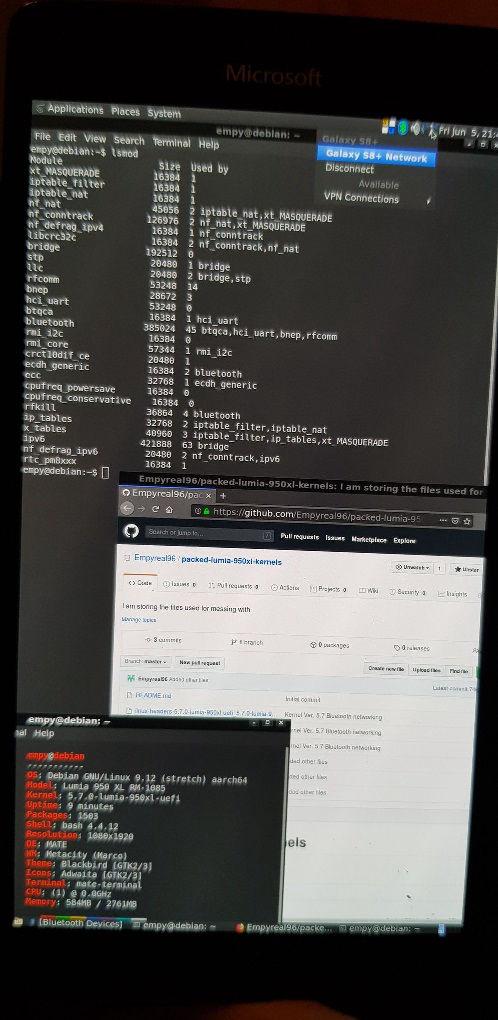 Microsoft
Applications Places System
Fri Jun 5, 21:4
empy@debian: ~
File Edit View Search Terminal Help
Galaxy S8+
Galaxy S8+ Network
Disconnect
Available
VPN Connections
empy@debian:~$ lsmod
Module Size Used by
xt_MASQUERADE 16384 1
iptable_filter 16384 1
iptable_nat 16384 1
nf_nat 45056 2 iptable_nat,xt_MASQUERADE
nf_conntrack 126976 2 nf_nat,xt_MASQUERADE
nf_defrag_ipv4 16384 1 nf_conntrack
libcrc32c 16384 2 nf_conntrack,nf_nat
bridge 192512 0
stp 20480 1 bridge
llc 20480 2 bridge,stp
rfcomm 53248 14
bnep 28672 3
hci_uart 53248 0
btqca 16384 1 hci_uart
bluetooth 385024 45 btqca,hci_uart,bnep,rfcomm
rmi_i2c 16384 0
rmi_core 57344 1 rmi_i2c
crct10dif_ce 20480 1
ecdh_generic 16384 2 bluetooth
ecc 32768 1 ecdh_generic
cpufreq_powersave 16384 0
cpufreq_conservative 16384 0
rfkill 36864 4 bluetooth
ip_tables 32768 2 iptable_filter,iptable_nat
x_tables 40960 3 iptable_filter,ip_tables,xt_MASQUERADE
ipv6 421888 63 bridge
nf_defrag_ipv6 20480 2 nf_conntrack,ipv6
rtc_pm8xxx 16384 1
empy@debian:~$
Empyreal96/packed-lumia-950xl-kernels: I am storing the files used for
Empyreal96/pac
https://github.com/Empyreal96/packed-lumia-95
Search or jump to...
Pull requests Issues Marketplace Explore
Empyreal96 / packed-lumia-950xl-kernels
Unwatch 1 Unstar
Code Issues 0 Pull requests 0 Actions Projects 0 Wiki Security 0 Insights
I am storing the files used for messing with
Manage topics
3 commits 1 branch 0 packages 0 releases
Branch: master New pull request Create new file Upload files Find file
Empyreal96 Added other files Latest commit
README.md Initial commit
linux-headers-5.7.0-lumia-950xl-uefi_5.7.0-lumia-9 Kernel Ver. 5.7 Bluetooth networking
rnel Ver. 5.7 Bluetooth networking
rnel Ver. 5.7 Bluetooth networking
ded other files
ded other files
ded other files
nels
empy@debian: ~
nal Help
empy@debian
-----------
OS: Debian GNU/Linux 9.12 (stretch) aarch64
Model: Lumia 950 XL RM-1085
Kernel: 5.7.0-lumia-950xl-uefi
Uptime: 9 minutes
Packages: 1503
Shell: bash 4.4.12
Resolution: 1080x1920
DE: MATE
WM: Metacity (Marco)
Theme: Blackbird [GTK2/3]
Icons: Adwaita [GTK2/3]
Terminal: mate-terminal
CPU: (1) @ 0.0GHz
Memory: 584MB / 2761MB
[Bluetooth Devices] empy@debian: ~ Empyreal96/packe... empy@debian: ~